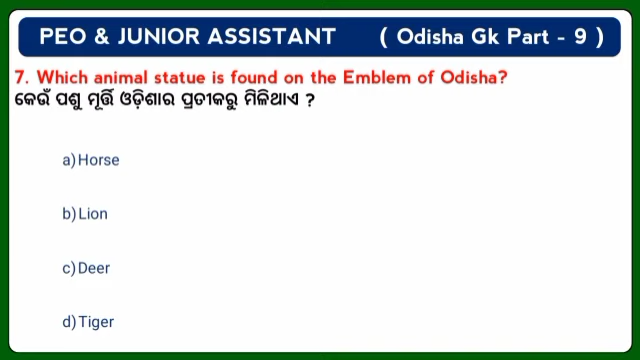 PEO & JUNIOR ASSISTANT ( Odisha Gk Part - 9 )
7. Which animal statue is found on the Emblem of Odisha?
କେଉଁ ପଶୁ ମୂର୍ତ୍ତି ଓଡ଼ିଶାର ପ୍ରତୀକରୁ ମିଳିଥାଏ ?
a) Horse
b) Lion
c) Deer
d) Tiger